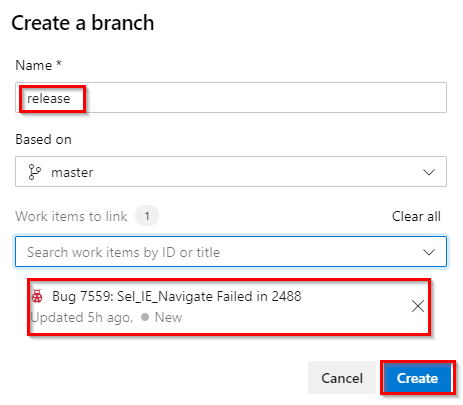 Create a branch
Name *
release
Based on
master
Work items to link 1 Clear all
Search work items by ID or title
Bug 7559: Sel_IE_Navigate Failed in 2488
Updated 5h ago, New
Cancel Create